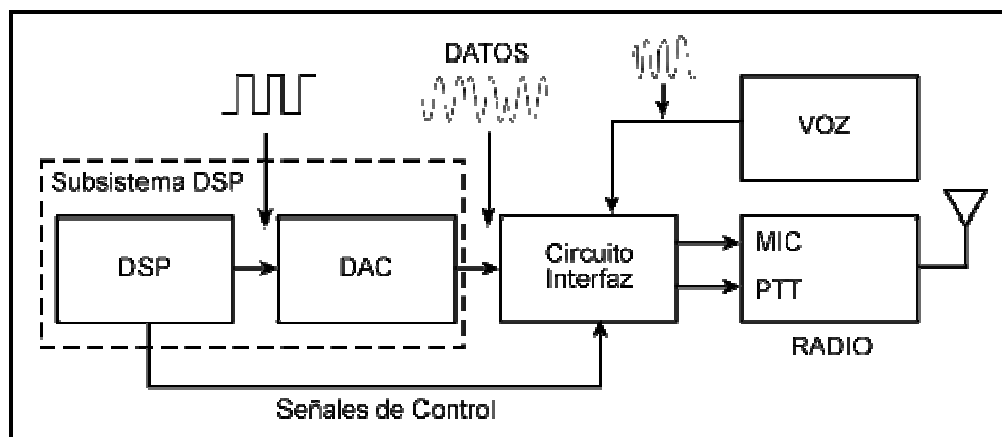 DATOS
VOZ
Subsistema DSP
DSP
DAC
Circuito
Interfaz
MIC
PTT
RADIO
Señales de Control